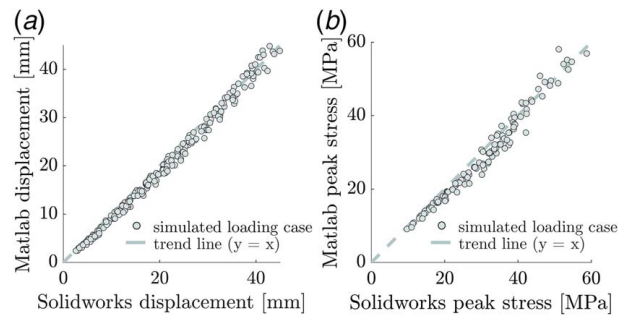 (a)
40
30
20
10
0
0
20
40
Matlab displacement [mm]
simulated loading case
trend line (y = x)
Solidworks displacement [mm]
(b)
60
40
20
0
0
20
40
60
Matlab peak stress [MPa]
simulated loading case
trend line (y = x)
Solidworks peak stress [MPa]